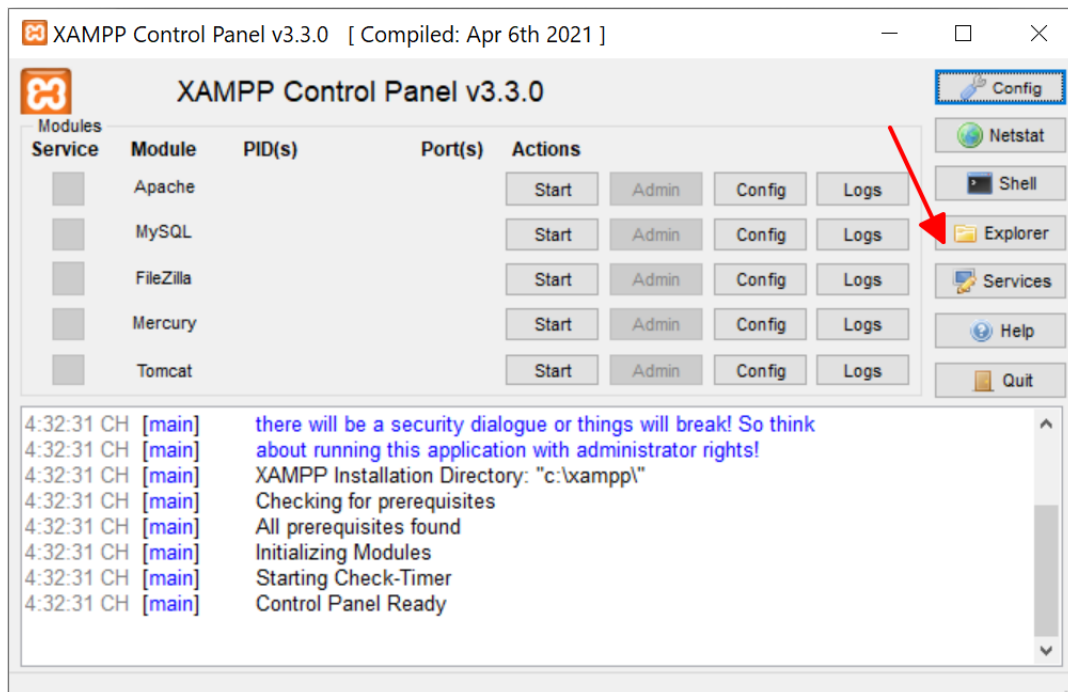 XAMPP Control Panel v3.3.0 [ Compiled: Apr 6th 2021 ]
XAMPP Control Panel v3.3.0
Config
Netstat
Shell
Explorer
Services
Help
Quit
Modules
Service Module PID(s) Port(s) Actions
Apache Start Admin Config Logs
MySQL Start Admin Config Logs
FileZilla Start Admin Config Logs
Mercury Start Admin Config Logs
Tomcat Start Admin Config Logs
4:32:31 CH [main] there will be a security dialogue or things will break! So think
4:32:31 CH [main] about running this application with administrator rights!
4:32:31 CH [main] XAMPP Installation Directory: "c:\xampp\"
4:32:31 CH [main] Checking for prerequisites
4:32:31 CH [main] All prerequisites found
4:32:31 CH [main] Initializing Modules
4:32:31 CH [main] Starting Check-Timer
4:32:31 CH [main] Control Panel Ready